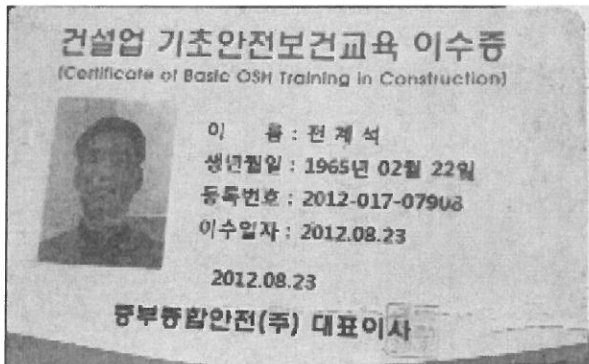 건설업 기초안전보건교육 이수증
(Certificate of Basic OSH Training in Construction)
이 름 : 전계석
생년월일 : 1965년 02월 22일
등록번호 : 2012-017-07908
이수일자 : 2012.08.23
2012.08.23
중부종합안전(주) 대표이사